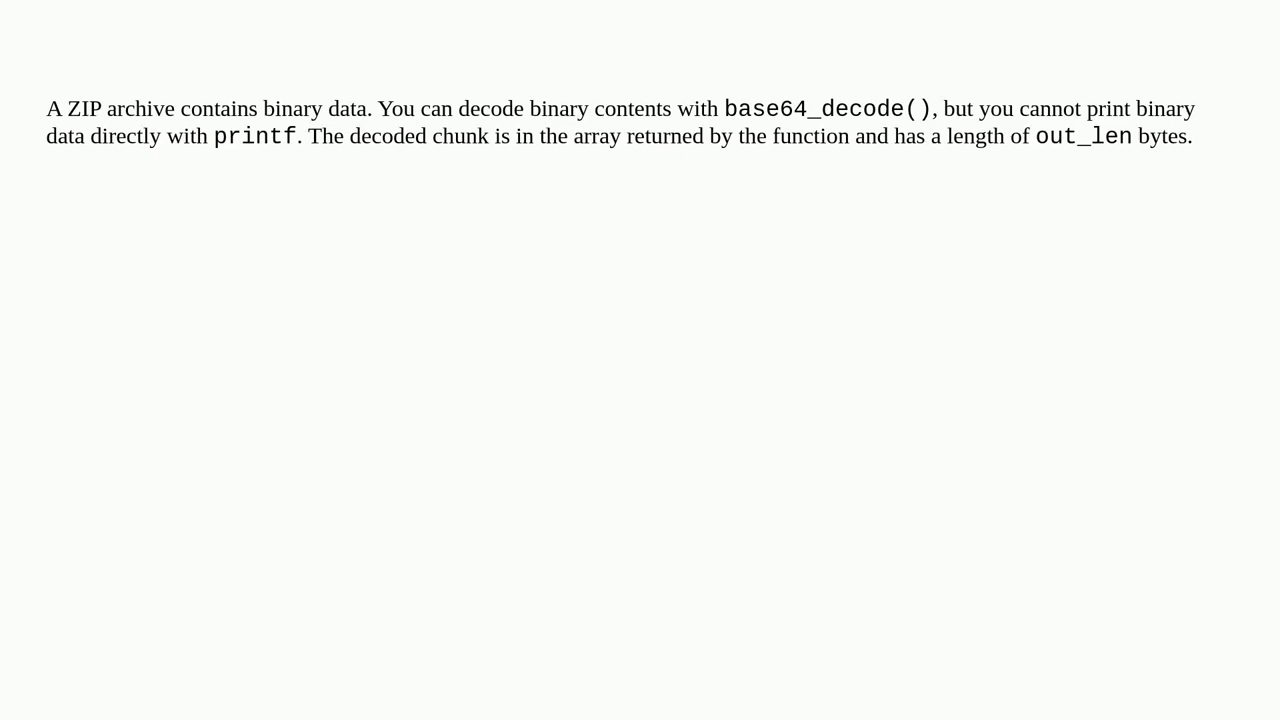 A ZIP archive contains binary data. You can decode binary contents with base64_decode(), but you cannot print binary
data directly with printf. The decoded chunk is in the array returned by the function and has a length of out_len bytes.